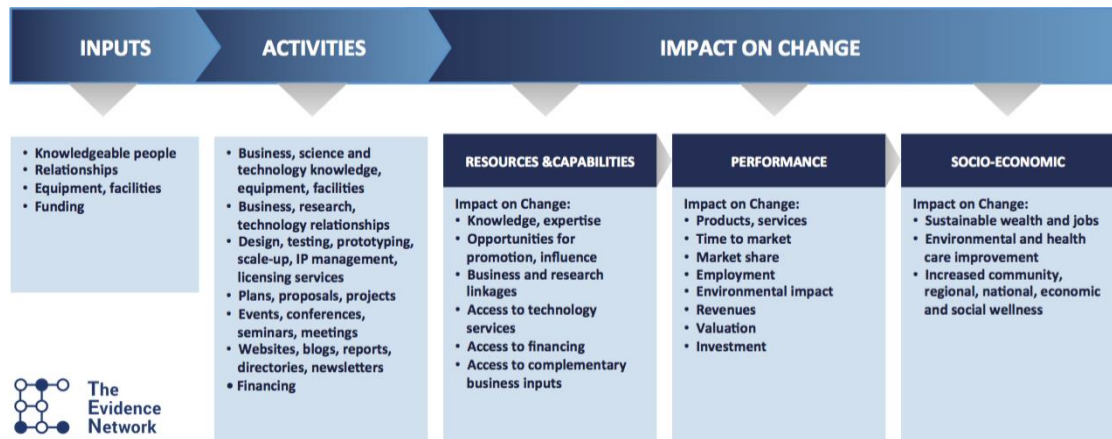 INPUTS
ACTIVITIES
IMPACT ON CHANGE
• Knowledgeable people
• Relationships
• Equipment, facilities
• Funding
• Business, science and
technology knowledge,
equipment, facilities
• Business, research,
technology relationships
• Design, testing, prototyping,
scale-up, IP management,
licensing services
• Plans, proposals, projects
• Events, conferences,
seminars, meetings
• Websites, blogs, reports,
directories, newsletters
• Financing
RESOURCES &CAPABILITIES
Impact on Change:
• Knowledge, expertise
• Opportunities for
promotion, influence
• Business and research
linkages
• Access to technology
services
• Access to financing
• Access to complementary
business inputs
PERFORMANCE
Impact on Change:
• Products, services
• Time to market
• Market share
• Employment
• Environmental impact
• Revenues
• Valuation
• Investment
SOCIO-ECONOMIC
Impact on Change:
• Sustainable wealth and jobs
• Environmental and health
care improvement
• Increased community,
regional, national, economic
and social wellness
The
Evidence
Network